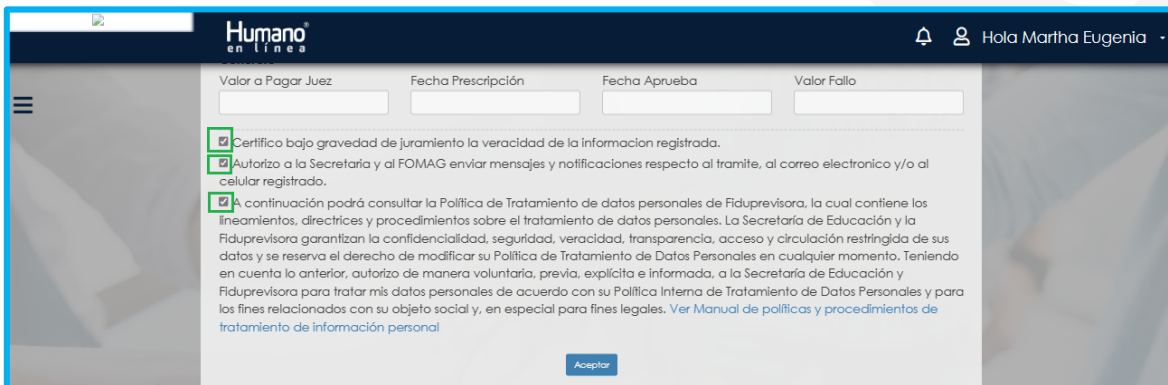 Humano®
en línea
Hola Martha Eugenia
Valor a Pagar Juez Fecha Prescripción Fecha Aprueba Valor Fallo
Certifico bajo gravedad de juramiento la veracidad de la informacion registrada.
Autorizo a la Secretaria y al FOMAG enviar mensajes y notificaciones respecto al tramite, al correo electronico y/o al
celular registrado.
A continuación podrá consultar la Política de Tratamiento de datos personales de Fiduprevisora, la cual contiene los
lineamientos, directrices y procedimientos sobre el tratamiento de datos personales. La Secretaría de Educación y la
Fiduprevisora garantizan la confidencialidad, seguridad, veracidad, transparencia, acceso y circulación restringida de sus
datos y se reserva el derecho de modificar su Política de Tratamiento de Datos Personales en cualquier momento. Teniendo
en cuenta lo anterior, autorizo de manera voluntaria, previa, explícita e informada, a la Secretaría de Educación y
Fiduprevisora para tratar mis datos personales de acuerdo con su Política Interna de Tratamiento de Datos Personales y para
los fines relacionados con su objeto social y, en especial para fines legales. Ver Manual de políticas y procedimientos de
tratamiento de información personal
Aceptar